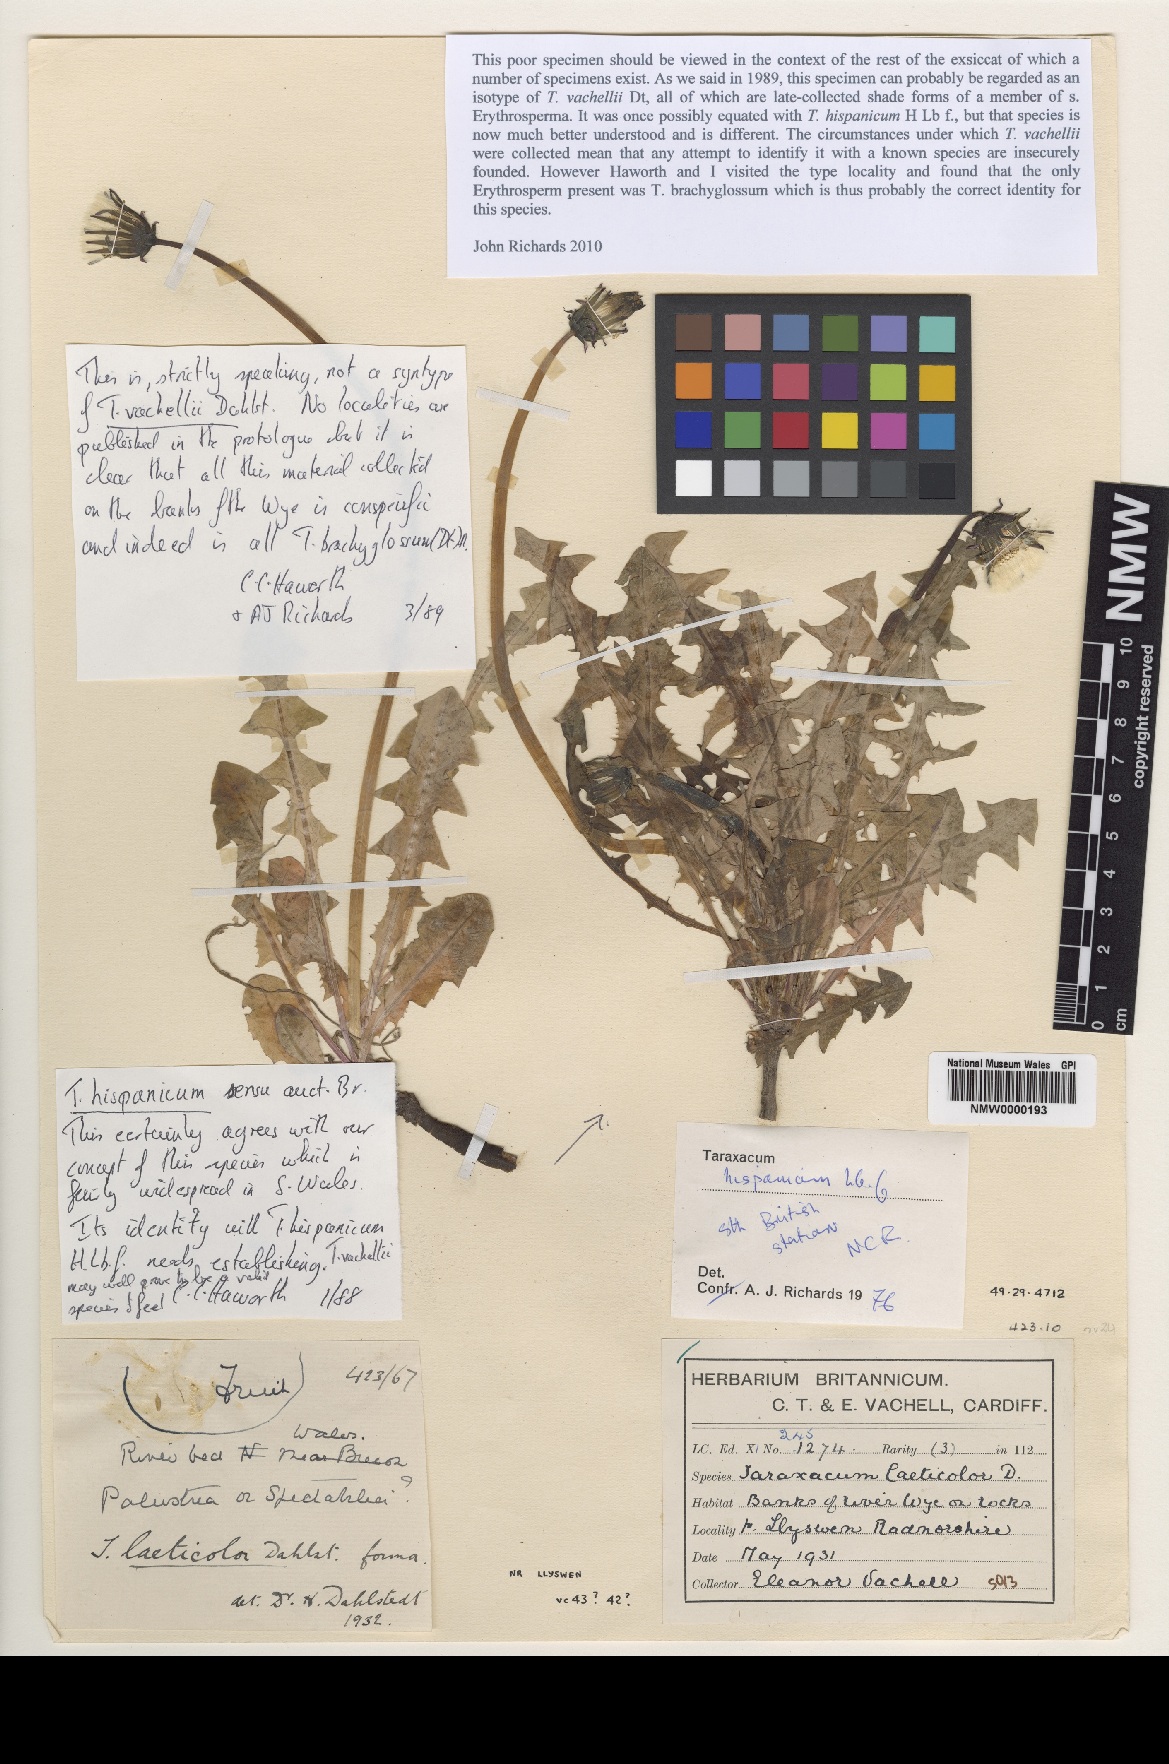 This poor specimen should be viewed in the context of the rest of the exsiccat of which a
number of specimens exist. As we said in 1989, this specimen can probably be regarded as an
isotype of T. vachellii Dt, all of which are late-collected shade forms of a member of s.
Erythrosperma. It was once possibly equated with T. hispanicum H Lb f., but that species is
now much better understood and is different. The circumstances under which T. vachellii
were collected mean that any attempt to identify it with a known species are insecurely
founded. However Haworth and I visited the type locality and found that the only
Erythrosperm present was T. brachyglossum which is thus probably the correct identity for
this species.
John Richards 2010
This is, strictly speaking, not a syntype
of T. vachellii Dahlst. No localities are
published in the protologue but it is
clear that all this material collected
on the banks of the Wye is conspecific
and indeed is all T. brachyglossum (Dt.) Dt.
C.C. Haworth
+ AJ Richards 3/89
NMW
copyright reserved
10
9
8
7
6
5
4
3
2
1
0
cm
National Museum Wales GPI
NMW0000193
T. hispanicum sensu auct. Br.
This certainly agrees with our
concept of this species which is
fairly widespread in S. Wales.
Its identity with T. hispanicum
H.Lb.f. needs establishing. T. vachellii
may well prove to be a valid
species I feel C.C. Haworth 1/88
Taraxacum
hispanicum Lb. f
5th British
station
NCR.
Det.
Confr. A. J. Richards 19 76
49.29.4712
423.10
(Fruit) 423/67
Wales.
River bed N near Brecon
Palustria or Spectabilia?
T. laeticolor Dahlst. forma.
det. Dr. H. Dahlstedt
1932.
NR LLYSWEN
vc 43? 42?
HERBARIUM BRITANNICUM.
C. T. & E. VACHELL, CARDIFF.
245
L.C. Ed. XI No. 1274. Rarity (3) in 112
Species Taraxacum laeticolor D.
Habitat Banks of river Wye on rocks
Locality Llyswen Radnorshire
Date May 1931
Collector Eleanor Vachell